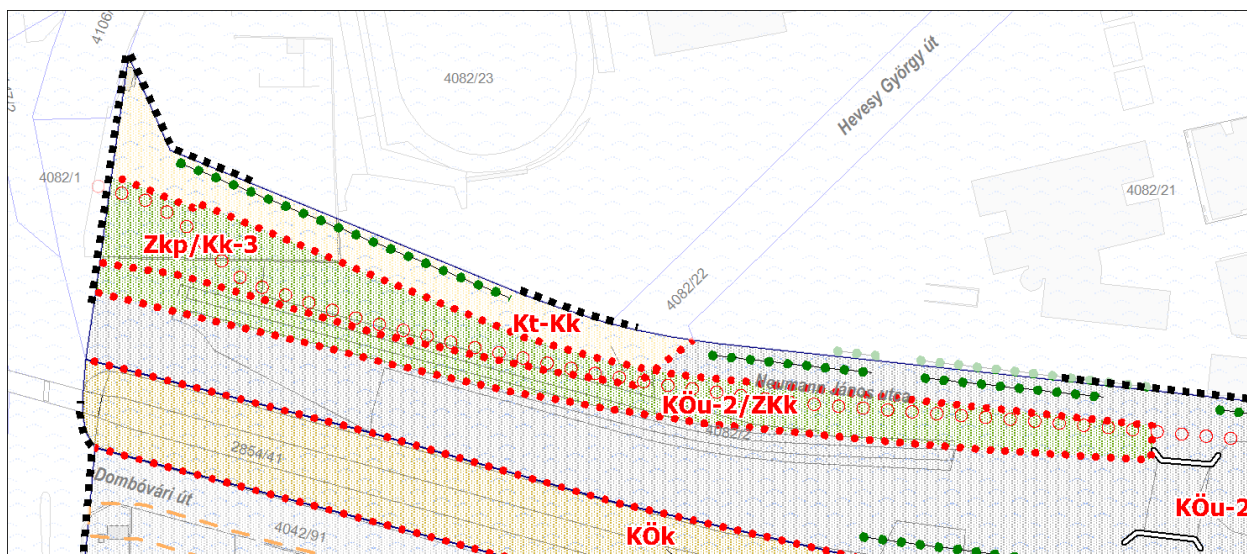 4106/
4082/23
Hevesy György út
4082/1
4082/21
Zkp/Kk-3
4082/22
Kt-Kk
Neumann János utca
KÖu-2/ZKk
4082/2
2854/41
Dombóvári út
KÖu-2
4042/91
KÖk